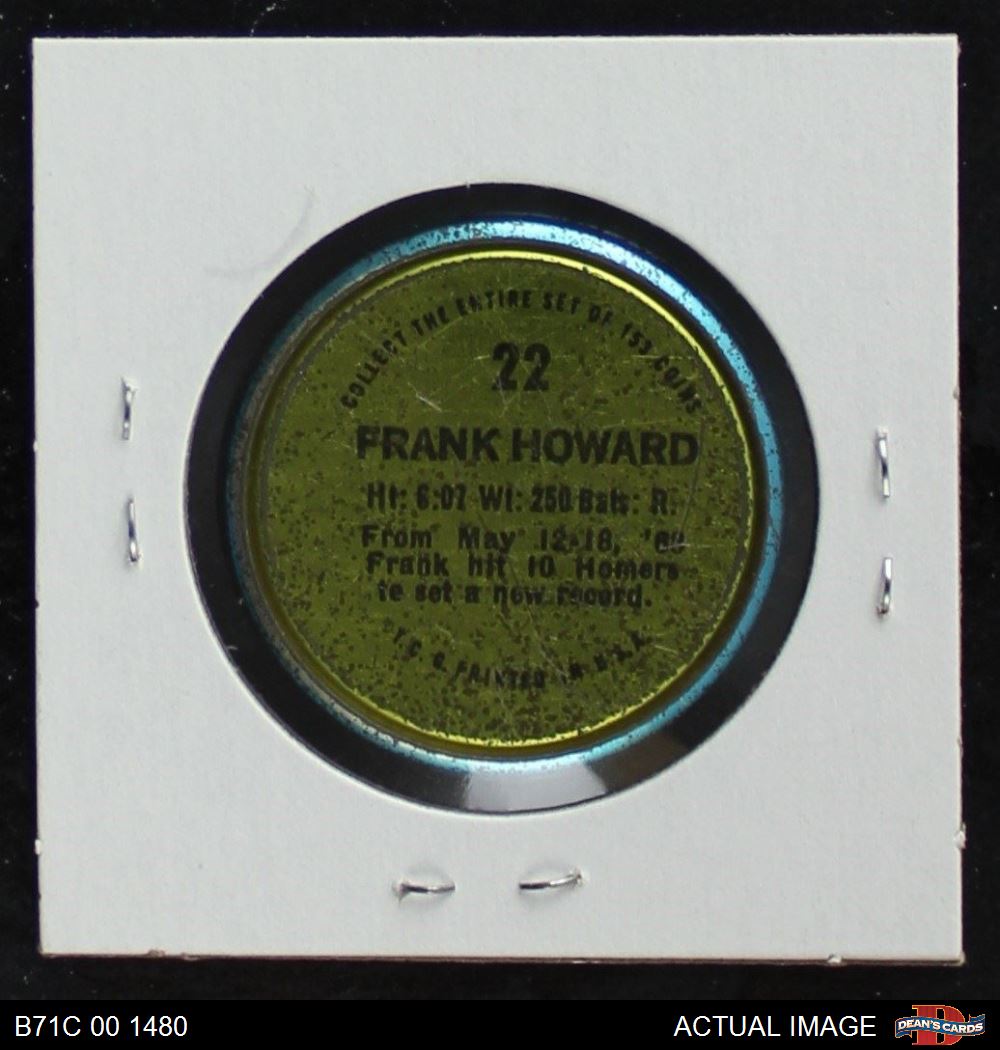 COLLECT THE ENTIRE SET OF 153 COINS
22
FRANK HOWARD
Ht: 6:07 Wt: 250 Bats: R.
From May 12-18, '68
Frank hit 10 Homers
to set a new record.
T.C.G. PRINTED IN U.S.A.
B71C 00 1480
ACTUAL IMAGE
D
DEAN'S CARDS